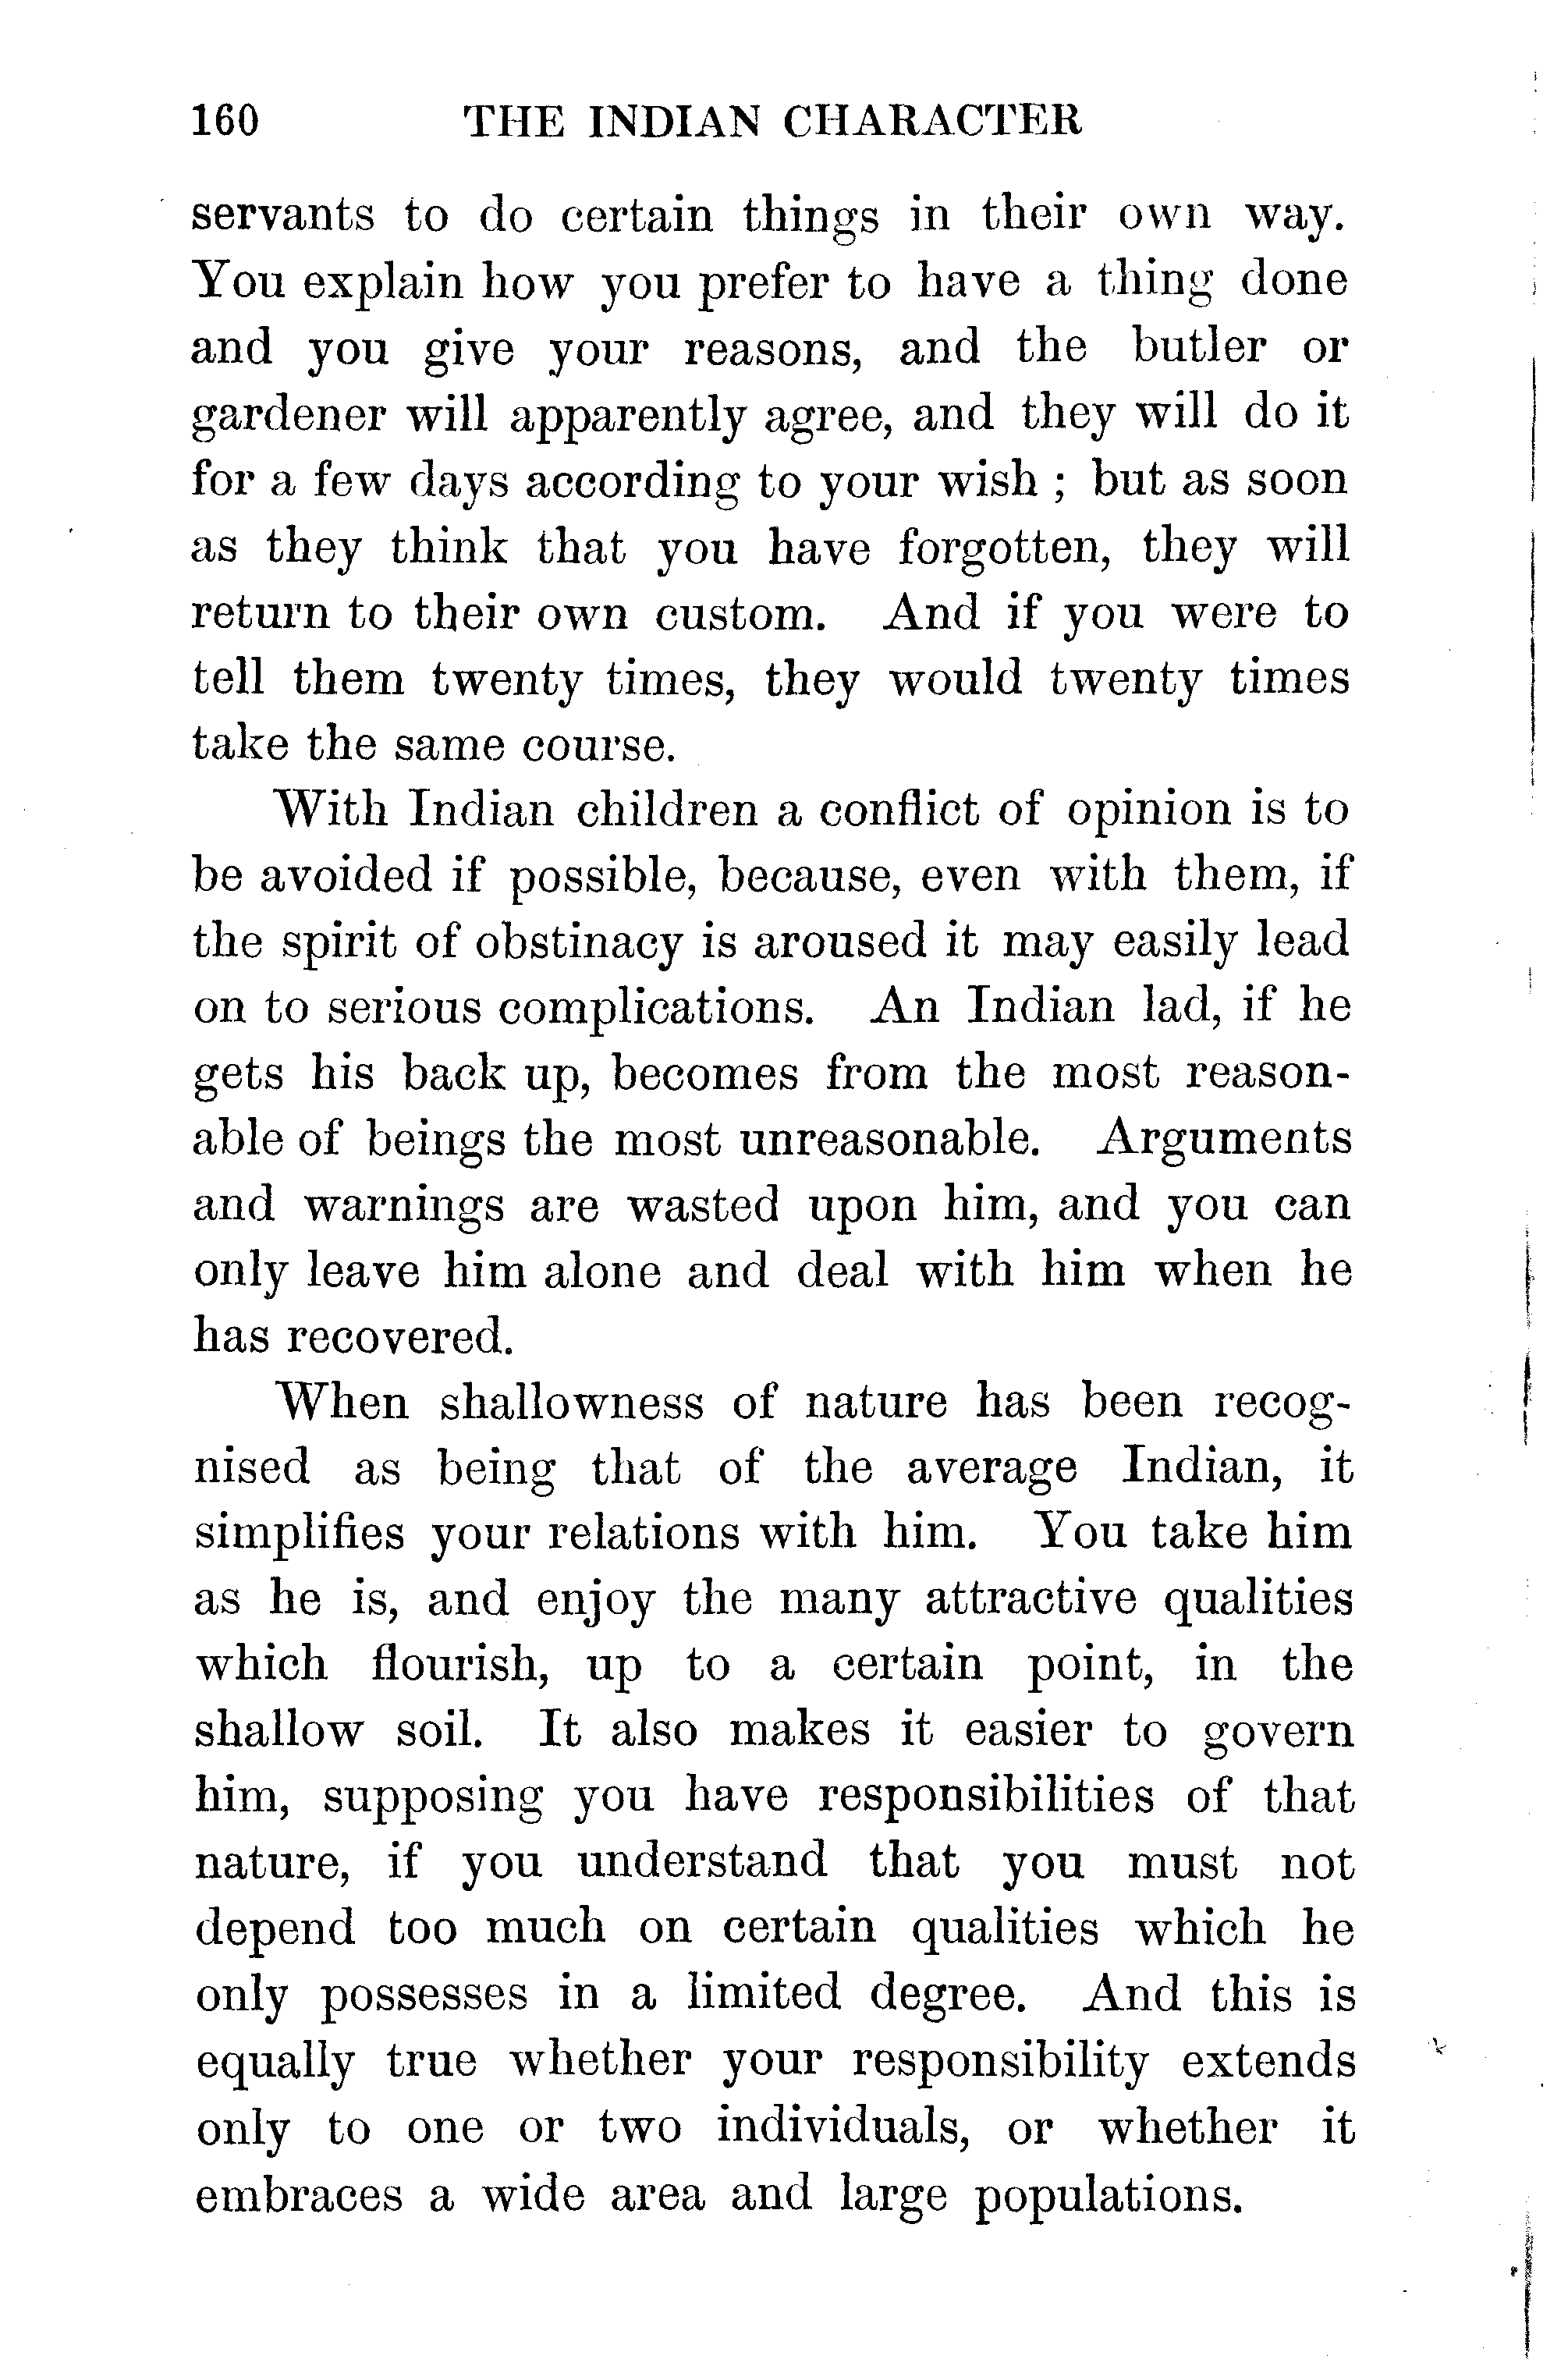 160 THE INDIAN CHARACTER
servants to do certain things in their own way.
You explain how you prefer to have a thing done
and you give your reasons, and the butler or
gardener will apparently agree, and they will do it
for a few days according to your wish ; but as soon
as they think that you have forgotten, they will
return to their own custom. And if you were to
tell them twenty times, they would twenty times
take the same course.
With Indian children a conflict of opinion is to
be avoided if possible, because, even with them, if
the spirit of obstinacy is aroused it may easily lead
on to serious complications. An Indian lad, if he
gets his back up, becomes from the most reason-
able of beings the most unreasonable. Arguments
and warnings are wasted upon him, and you can
only leave him alone and deal with him when he
has recovered.
When shallowness of nature has been recog-
nised as being that of the average Indian, it
simplifies your relations with him. You take him
as he is, and enjoy the many attractive qualities
which flourish, up to a certain point, in the
shallow soil. It also makes it easier to govern
him, supposing you have responsibilities of that
nature, if you understand that you must not
depend too much on certain qualities which he
only possesses in a limited degree. And this is
equally true whether your responsibility extends
only to one or two individuals, or whether it
embraces a wide area and large populations.